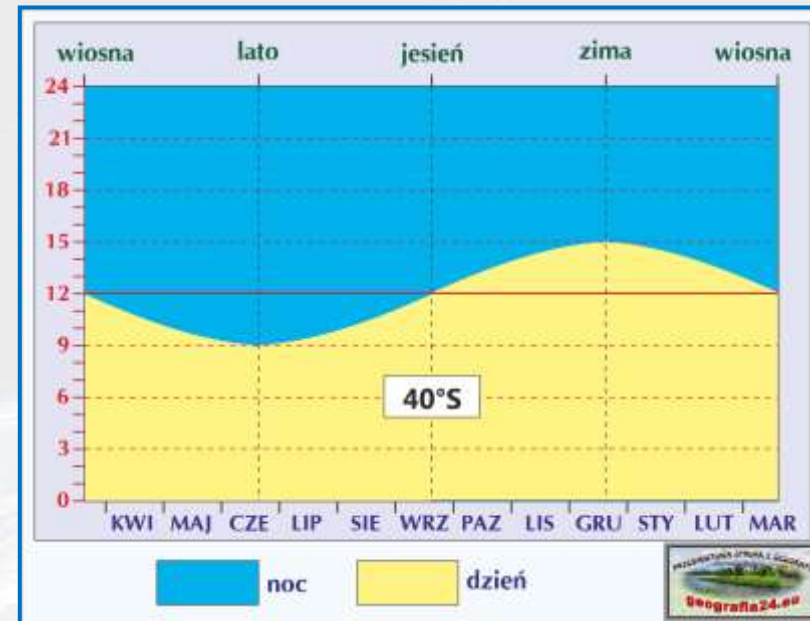 wiosna lato jesień zima wiosna
24
21
18
15
12
9
6
3
0
40°S
KWI MAJ CZE LIP SIE WRZ PAZ LIS GRU STY LUT MAR
noc dzień
geografia24.eu